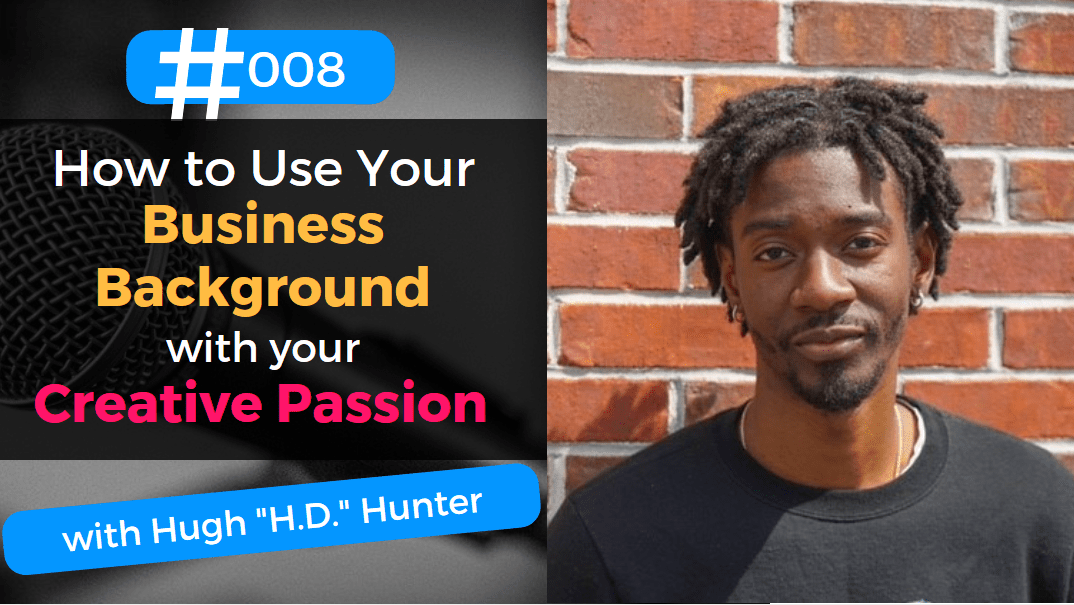 #008
How to Use Your
Business
Background
with your
Creative Passion
with Hugh "H.D." Hunter